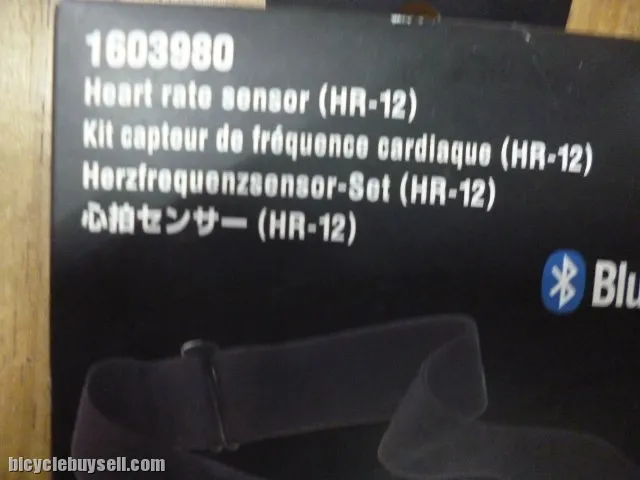 1603980
Heart rate sensor (HR-12)
Kit capteur de fréquence cardiaque (HR-12)
Herzfrequenzsensor-Set (HR-12)
心拍センサー (HR-12)
Blu
bicyclebuysell.com